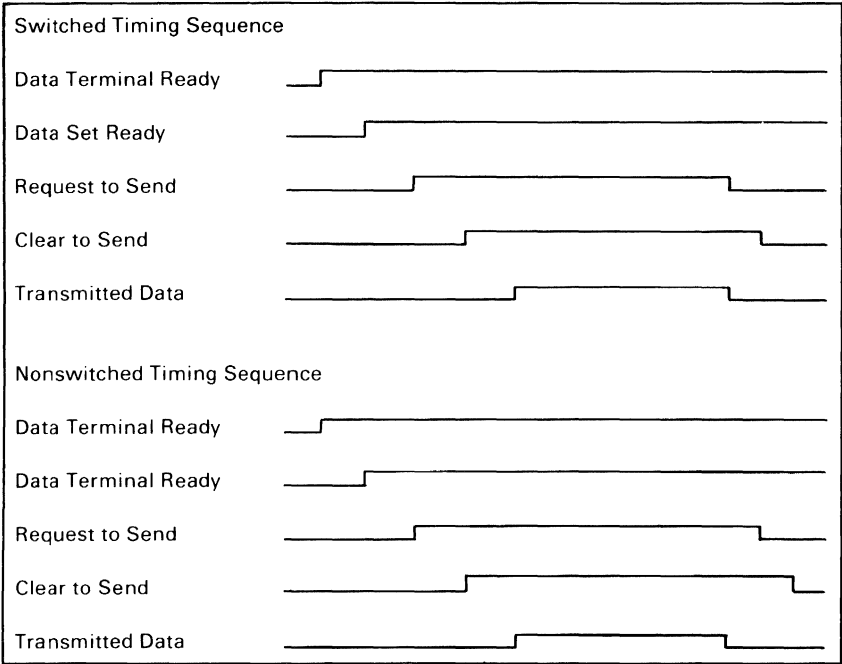 Switched Timing Sequence
Data Terminal Ready
Data Set Ready
Request to Send
Clear to Send
Transmitted Data
Nonswitched Timing Sequence
Data Terminal Ready
Data Terminal Ready
Request to Send
Clear to Send
Transmitted Data